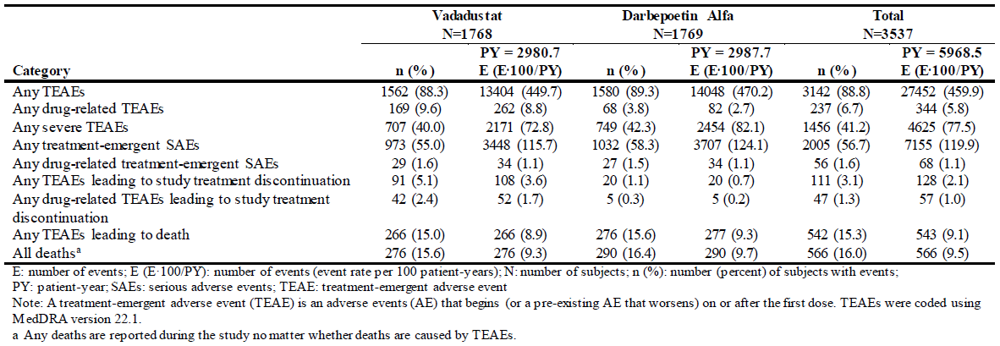 Vadadustat Darbepoetin Alfa Total
N=1768 N=1769 N=3537
PY = 2980.7 PY = 2987.7 PY = 5968.5
Category n (%) E (E·100/PY) n (%) E (E·100/PY) n (%) E (E·100/PY)
Any TEAEs 1562 (88.3) 13404 (449.7) 1580 (89.3) 14048 (470.2) 3142 (88.8) 27452 (459.9)
Any drug-related TEAEs 169 (9.6) 262 (8.8) 68 (3.8) 82 (2.7) 237 (6.7) 344 (5.8)
Any severe TEAEs 707 (40.0) 2171 (72.8) 749 (42.3) 2454 (82.1) 1456 (41.2) 4625 (77.5)
Any treatment-emergent SAEs 973 (55.0) 3448 (115.7) 1032 (58.3) 3707 (124.1) 2005 (56.7) 7155 (119.9)
Any drug-related treatment-emergent SAEs 29 (1.6) 34 (1.1) 27 (1.5) 34 (1.1) 56 (1.6) 68 (1.1)
Any TEAEs leading to study treatment discontinuation 91 (5.1) 108 (3.6) 20 (1.1) 20 (0.7) 111 (3.1) 128 (2.1)
Any drug-related TEAEs leading to study treatment 42 (2.4) 52 (1.7) 5 (0.3) 5 (0.2) 47 (1.3) 57 (1.0)
discontinuation
Any TEAEs leading to death 266 (15.0) 266 (8.9) 276 (15.6) 277 (9.3) 542 (15.3) 543 (9.1)
All deaths<sup>a</sup> 276 (15.6) 276 (9.3) 290 (16.4) 290 (9.7) 566 (16.0) 566 (9.5)
E: number of events; E (E·100/PY): number of events (event rate per 100 patient-years); N: number of subjects; n (%): number (percent) of subjects with events;
PY: patient-year; SAEs: serious adverse events; TEAE: treatment-emergent adverse event
Note: A treatment-emergent adverse event (TEAE) is an adverse events (AE) that begins (or a pre-existing AE that worsens) on or after the first dose. TEAEs were coded using
MedDRA version 22.1.
a Any deaths are reported during the study no matter whether deaths are caused by TEAEs.